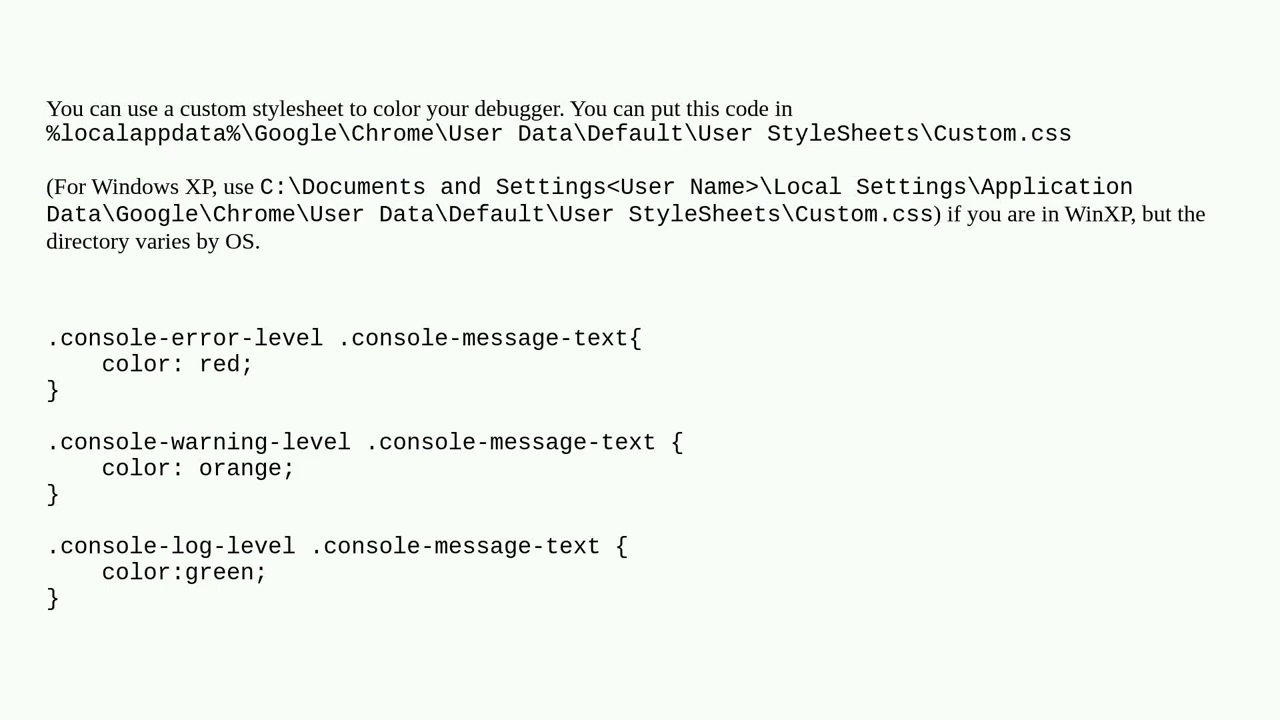 You can use a custom stylesheet to color your debugger. You can put this code in
%localappdata%\Google\Chrome\User Data\Default\User StyleSheets\Custom.css
(For Windows XP, use C:\Documents and Settings<User Name>\Local Settings\Application
Data\Google\Chrome\User Data\Default\User StyleSheets\Custom.css) if you are in WinXP, but the
directory varies by OS.
.console-error-level .console-message-text{
    color: red;
}
.console-warning-level .console-message-text {
    color: orange;
}
.console-log-level .console-message-text {
    color:green;
}